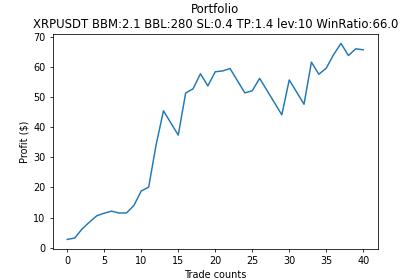 Portfolio
XRPUSDT BBM:2.1 BBL:280 SL:0.4 TP:1.4 lev:10 WinRatio:66.0
70
60
50
40
30
20
10
0
Profit ($)
0 5 10 15 20 25 30 35 40
Trade counts